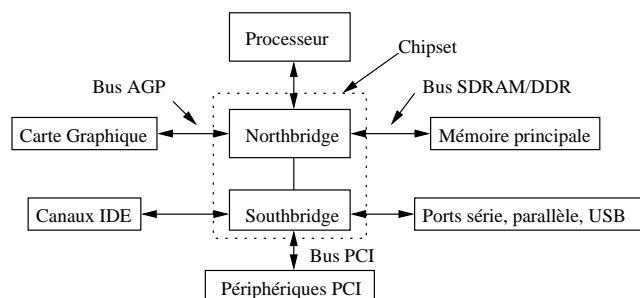 Processeur
Chipset
Bus AGP
Bus SDRAM/DDR
Carte Graphique
Northbridge
Mémoire principale
Canaux IDE
Southbridge
Ports série, parallèle, USB
Bus PCI
Périphériques PCI